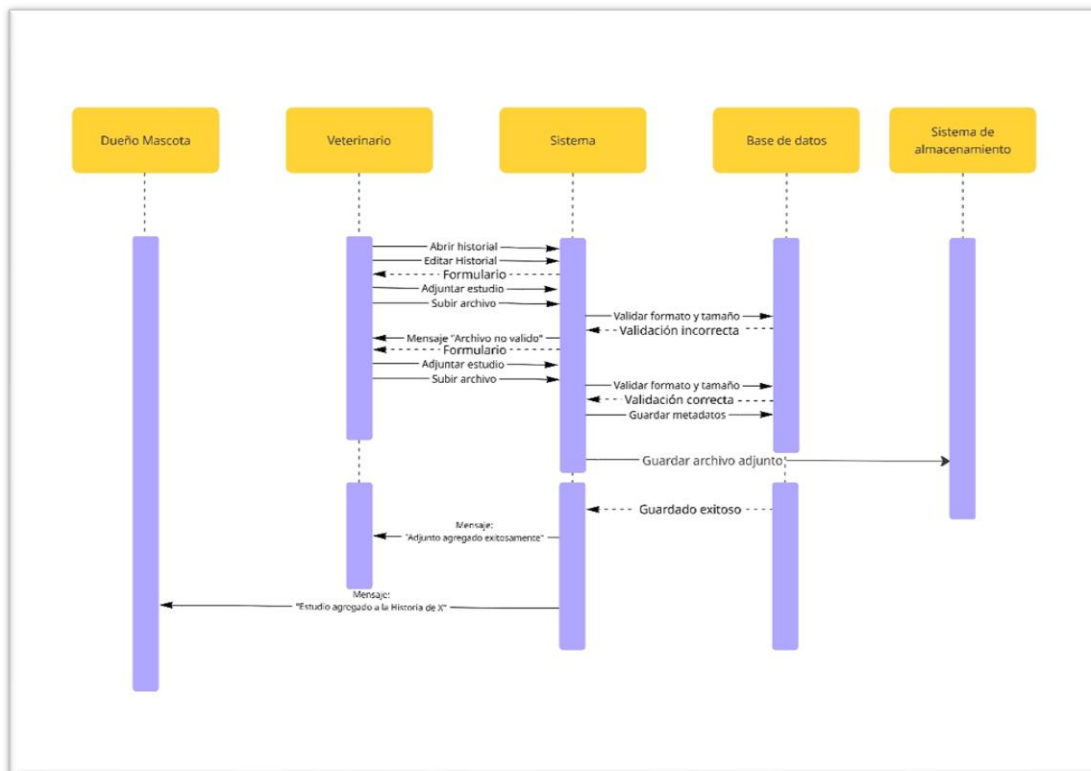 Dueño Mascota
Veterinario
Sistema
Base de datos
Sistema de
almacenamiento
Abrir historial
Editar Historial
Formulario
Adjuntar estudio
Subir archivo
Validar formato y tamaño
Validación incorrecta
Mensaje "Archivo no valido"
Formulario
Adjuntar estudio
Subir archivo
Validar formato y tamaño
Validación correcta
Guardar metadatos
Guardar archivo adjunto
Guardado exitoso
Mensaje:
"Adjunto agregado exitosamente"
Mensaje:
"Estudio agregado a la Historia de X"